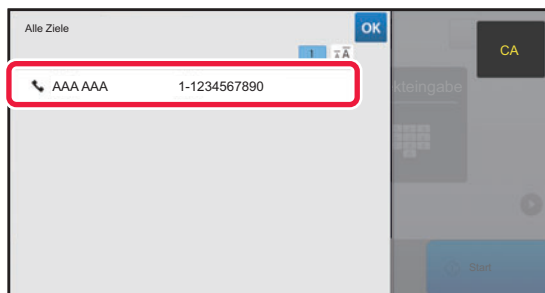 Alle Ziele
OK
1
CA
AAA AAA 1-1234567890
kteingabe
Start